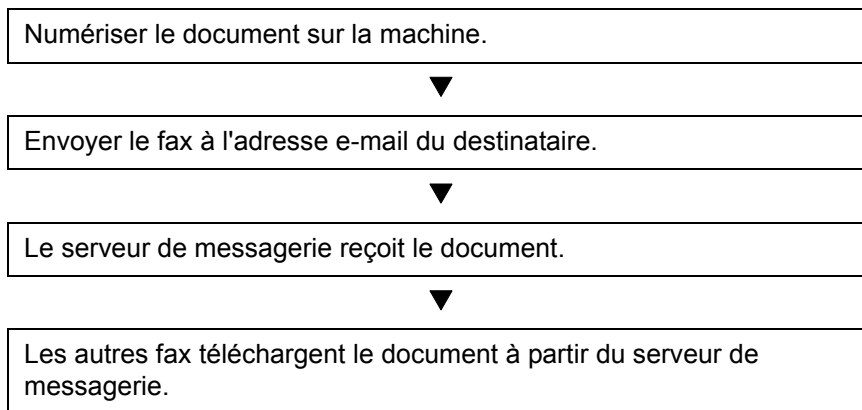 Numériser le document sur la machine.
Envoyer le fax à l'adresse e-mail du destinataire.
Le serveur de messagerie reçoit le document.
Les autres fax téléchargent le document à partir du serveur de
messagerie.